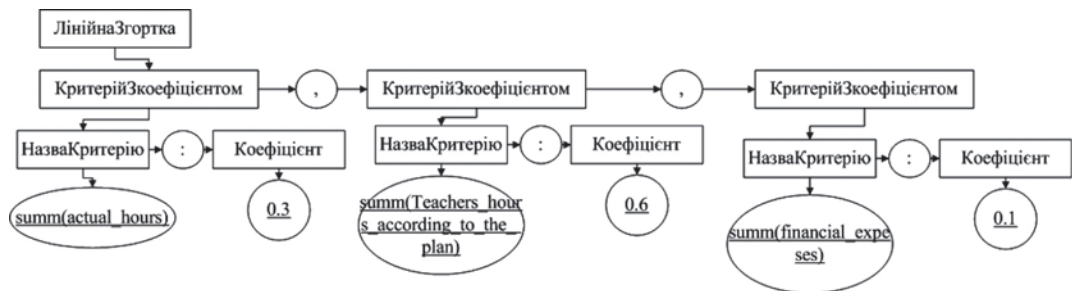 ЛінійнаЗгортка
КритерійЗкоефіцієнтом
,
КритерійЗкоефіцієнтом
,
КритерійЗкоефіцієнтом
НазваКритерію
:
Коефіцієнт
НазваКритерію
:
Коефіцієнт
НазваКритерію
:
Коефіцієнт
summ(actual_hours)
0.3
summ(Teachers_hour
s_according_to_the_
plan)
0.6
summ(financial_expe
ses)
0.1